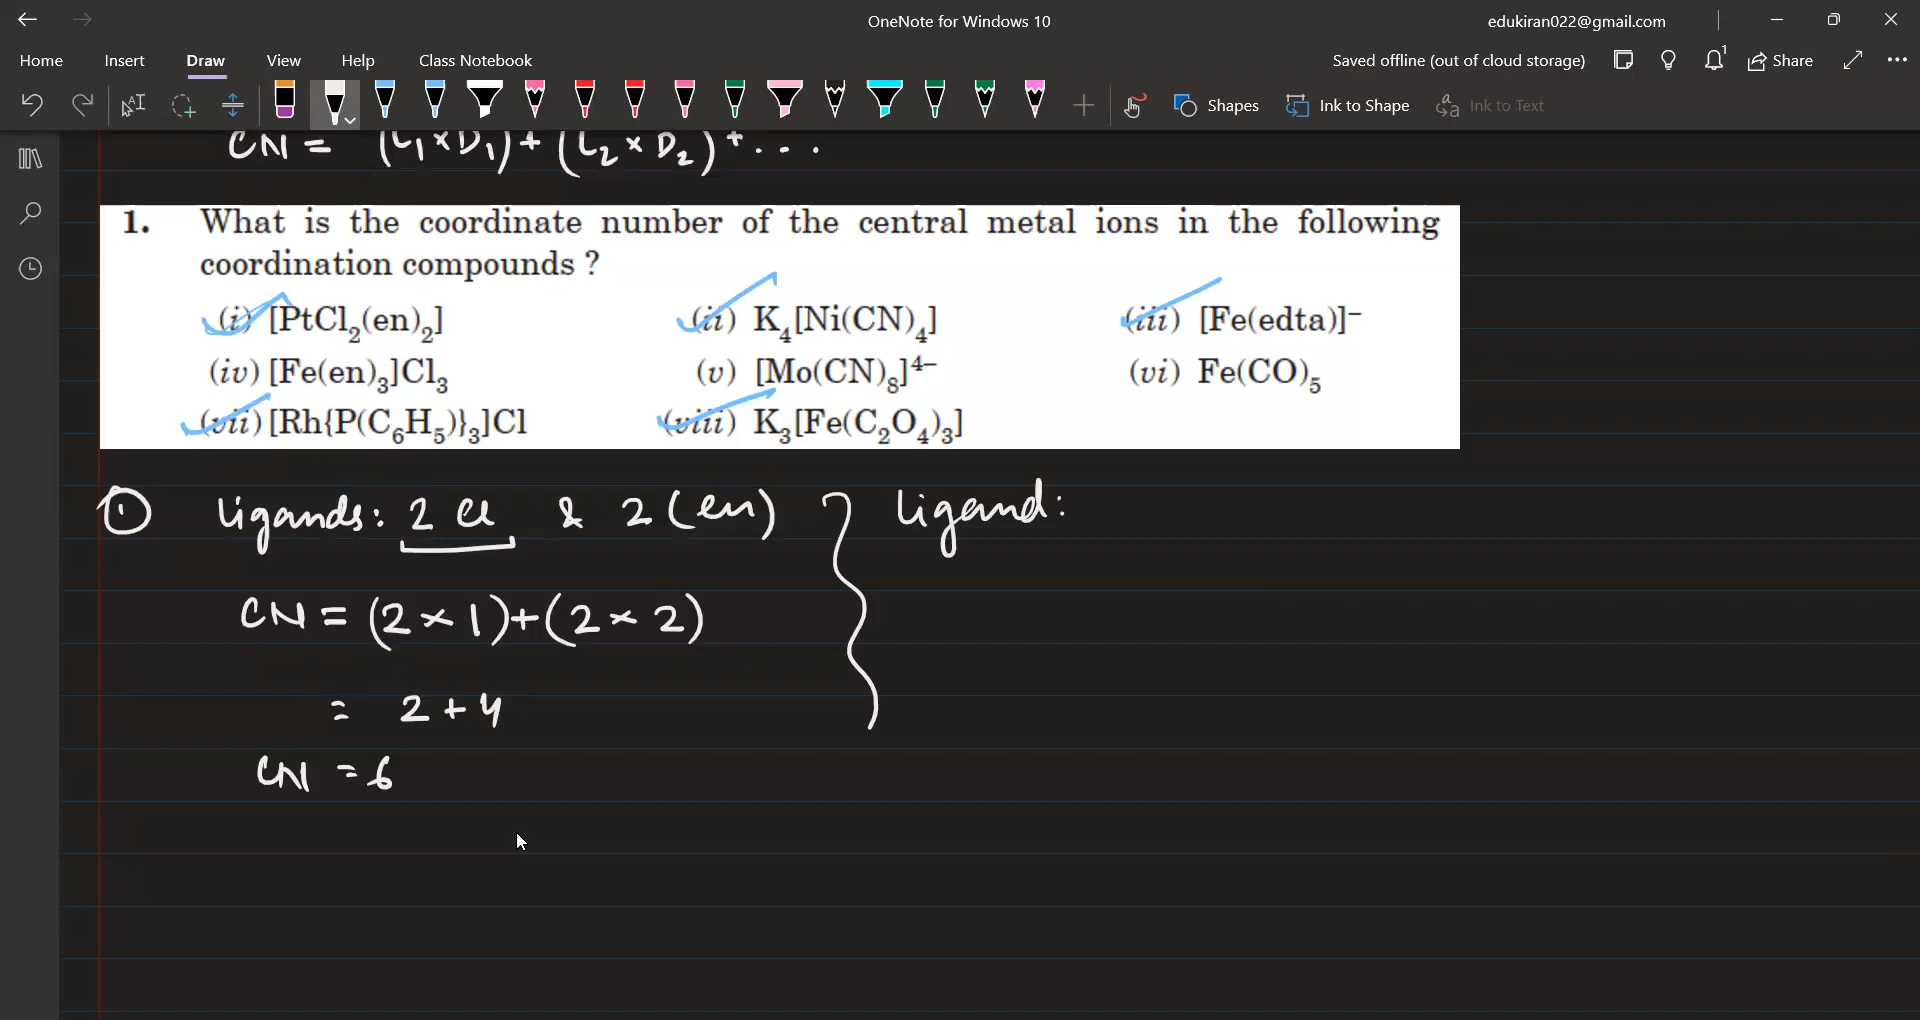 OneNote for Windows 10
edukiran022@gmail.com
Home Insert Draw View Help Class Notebook
Saved offline (out of cloud storage) 1 Share
Shapes Ink to Shape Ink to Text
CN = (L₁ × D₁) + (L₂ × D₂) + . . .
1. What is the coordinate number of the central metal ions in the following
coordination compounds ?
(i) [PtCl₂(en)₂] (ii) K₄[Ni(CN)₄] (iii) [Fe(edta)]⁻
(iv) [Fe(en)₃]Cl₃ (v) [Mo(CN)₈]⁴⁻ (vi) Fe(CO)₅
(vii) [Rh{P(C₆H₅)}₃]Cl (viii) K₃[Fe(C₂O₄)₃]
① Ligands: 2 Cl & 2 (en) Ligand:
CN = (2 × 1) + (2 × 2)
= 2 + 4
CN = 6